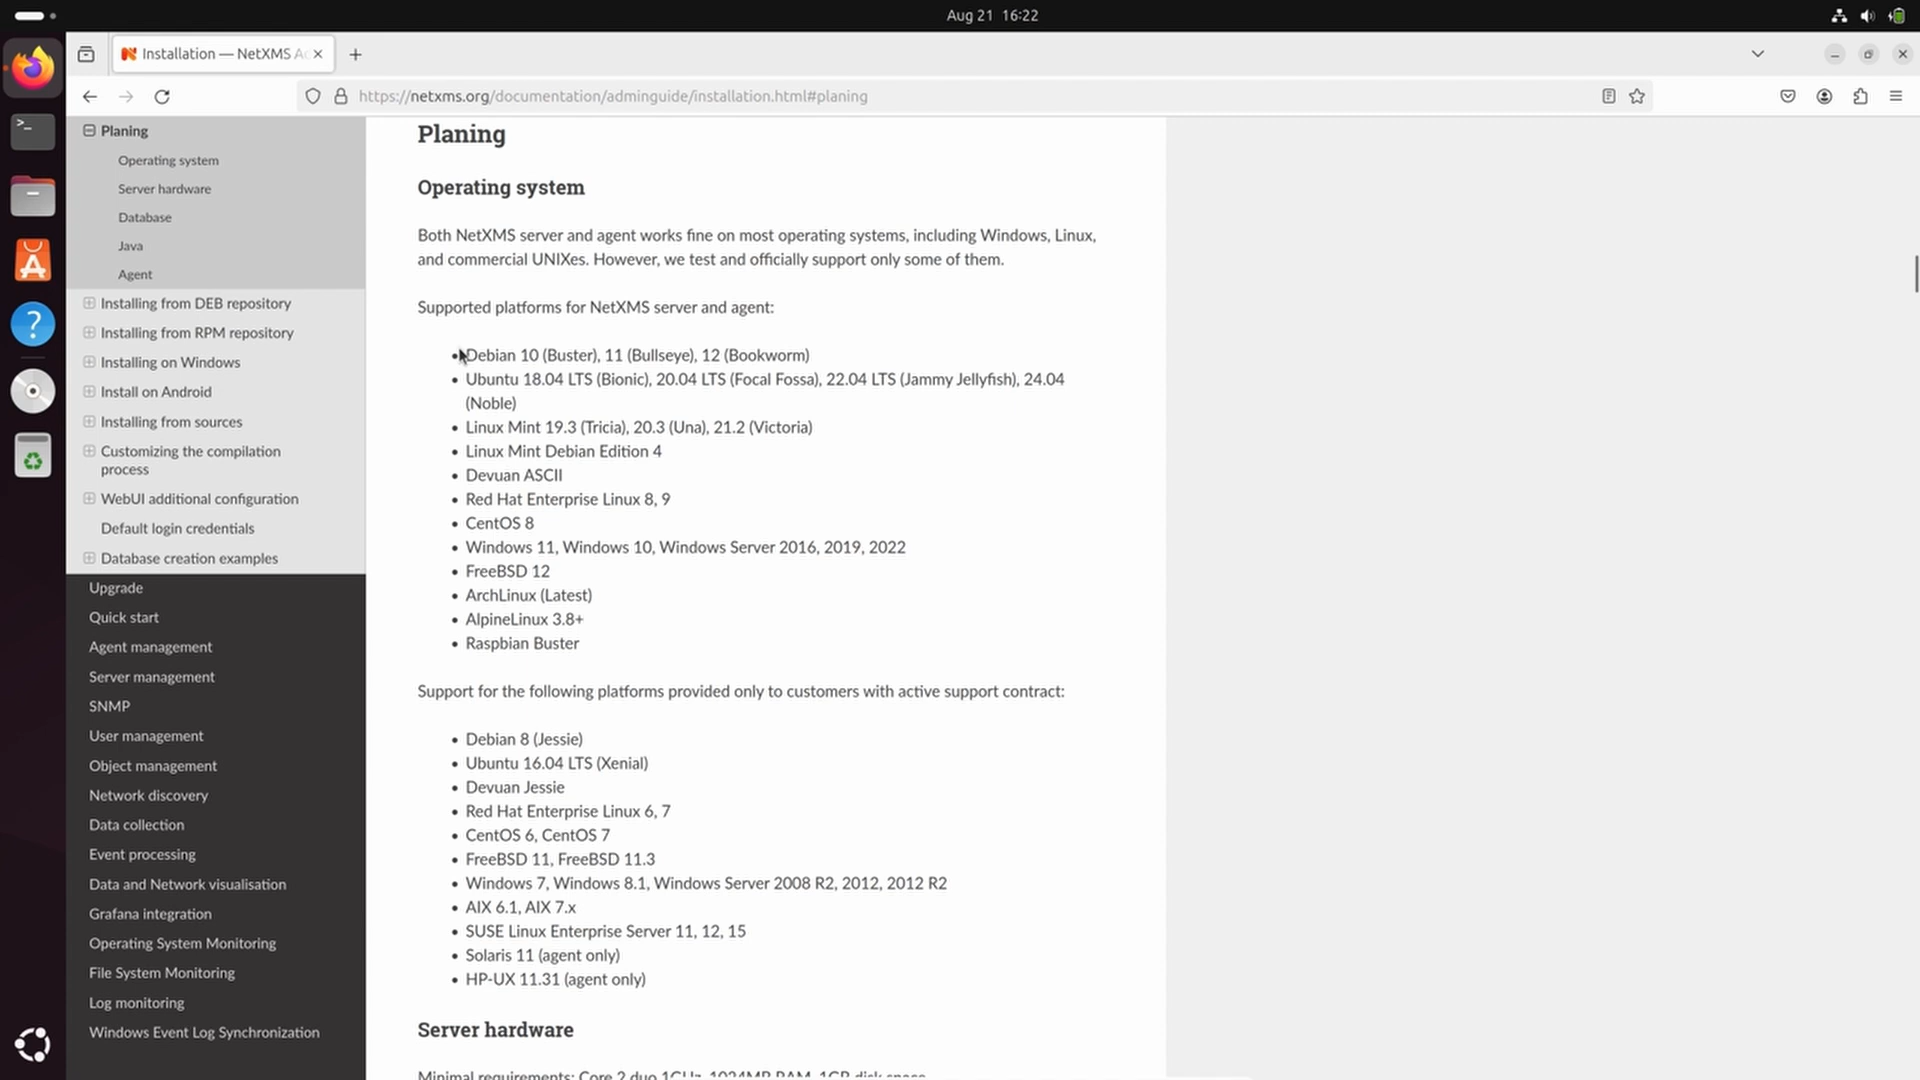 Aug 21 16:22
Installation — NetXMS Ad
https://netxms.org/documentation/adminguide/installation.html#planing
Planing
Operating system
Server hardware
Database
Java
Agent
Installing from DEB repository
Installing from RPM repository
Installing on Windows
Install on Android
Installing from sources
Customizing the compilation
process
WebUI additional configuration
Default login credentials
Database creation examples
Upgrade
Quick start
Agent management
Server management
SNMP
User management
Object management
Network discovery
Data collection
Event processing
Data and Network visualisation
Grafana integration
Operating System Monitoring
File System Monitoring
Log monitoring
Windows Event Log Synchronization
Planing
Operating system
Both NetXMS server and agent works fine on most operating systems, including Windows, Linux,
and commercial UNIXes. However, we test and officially support only some of them.
Supported platforms for NetXMS server and agent:
• Debian 10 (Buster), 11 (Bullseye), 12 (Bookworm)
• Ubuntu 18.04 LTS (Bionic), 20.04 LTS (Focal Fossa), 22.04 LTS (Jammy Jellyfish), 24.04
(Noble)
• Linux Mint 19.3 (Tricia), 20.3 (Una), 21.2 (Victoria)
• Linux Mint Debian Edition 4
• Devuan ASCII
• Red Hat Enterprise Linux 8, 9
• CentOS 8
• Windows 11, Windows 10, Windows Server 2016, 2019, 2022
• FreeBSD 12
• ArchLinux (Latest)
• AlpineLinux 3.8+
• Raspbian Buster
Support for the following platforms provided only to customers with active support contract:
• Debian 8 (Jessie)
• Ubuntu 16.04 LTS (Xenial)
• Devuan Jessie
• Red Hat Enterprise Linux 6, 7
• CentOS 6, CentOS 7
• FreeBSD 11, FreeBSD 11.3
• Windows 7, Windows 8.1, Windows Server 2008 R2, 2012, 2012 R2
• AIX 6.1, AIX 7.x
• SUSE Linux Enterprise Server 11, 12, 15
• Solaris 11 (agent only)
• HP-UX 11.31 (agent only)
Server hardware
Minimal requirements: Core 2 duo 1GHz, 1024MB RAM, 1GB disk space.